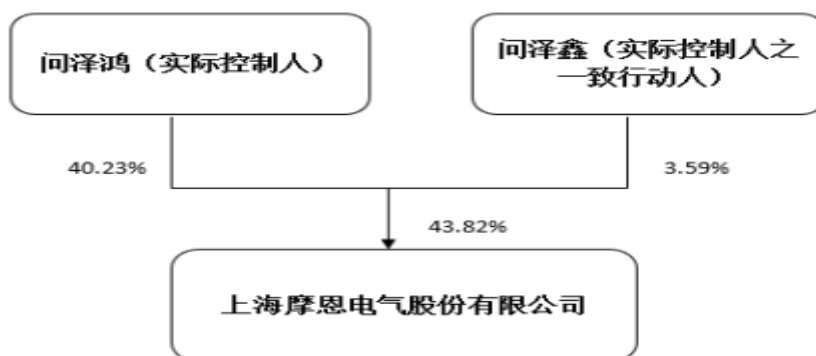 问泽鸿（实际控制人）
问泽鑫（实际控制人之
一致行动人）
40.23%
3.59%
43.82%
上海摩恩电气股份有限公司